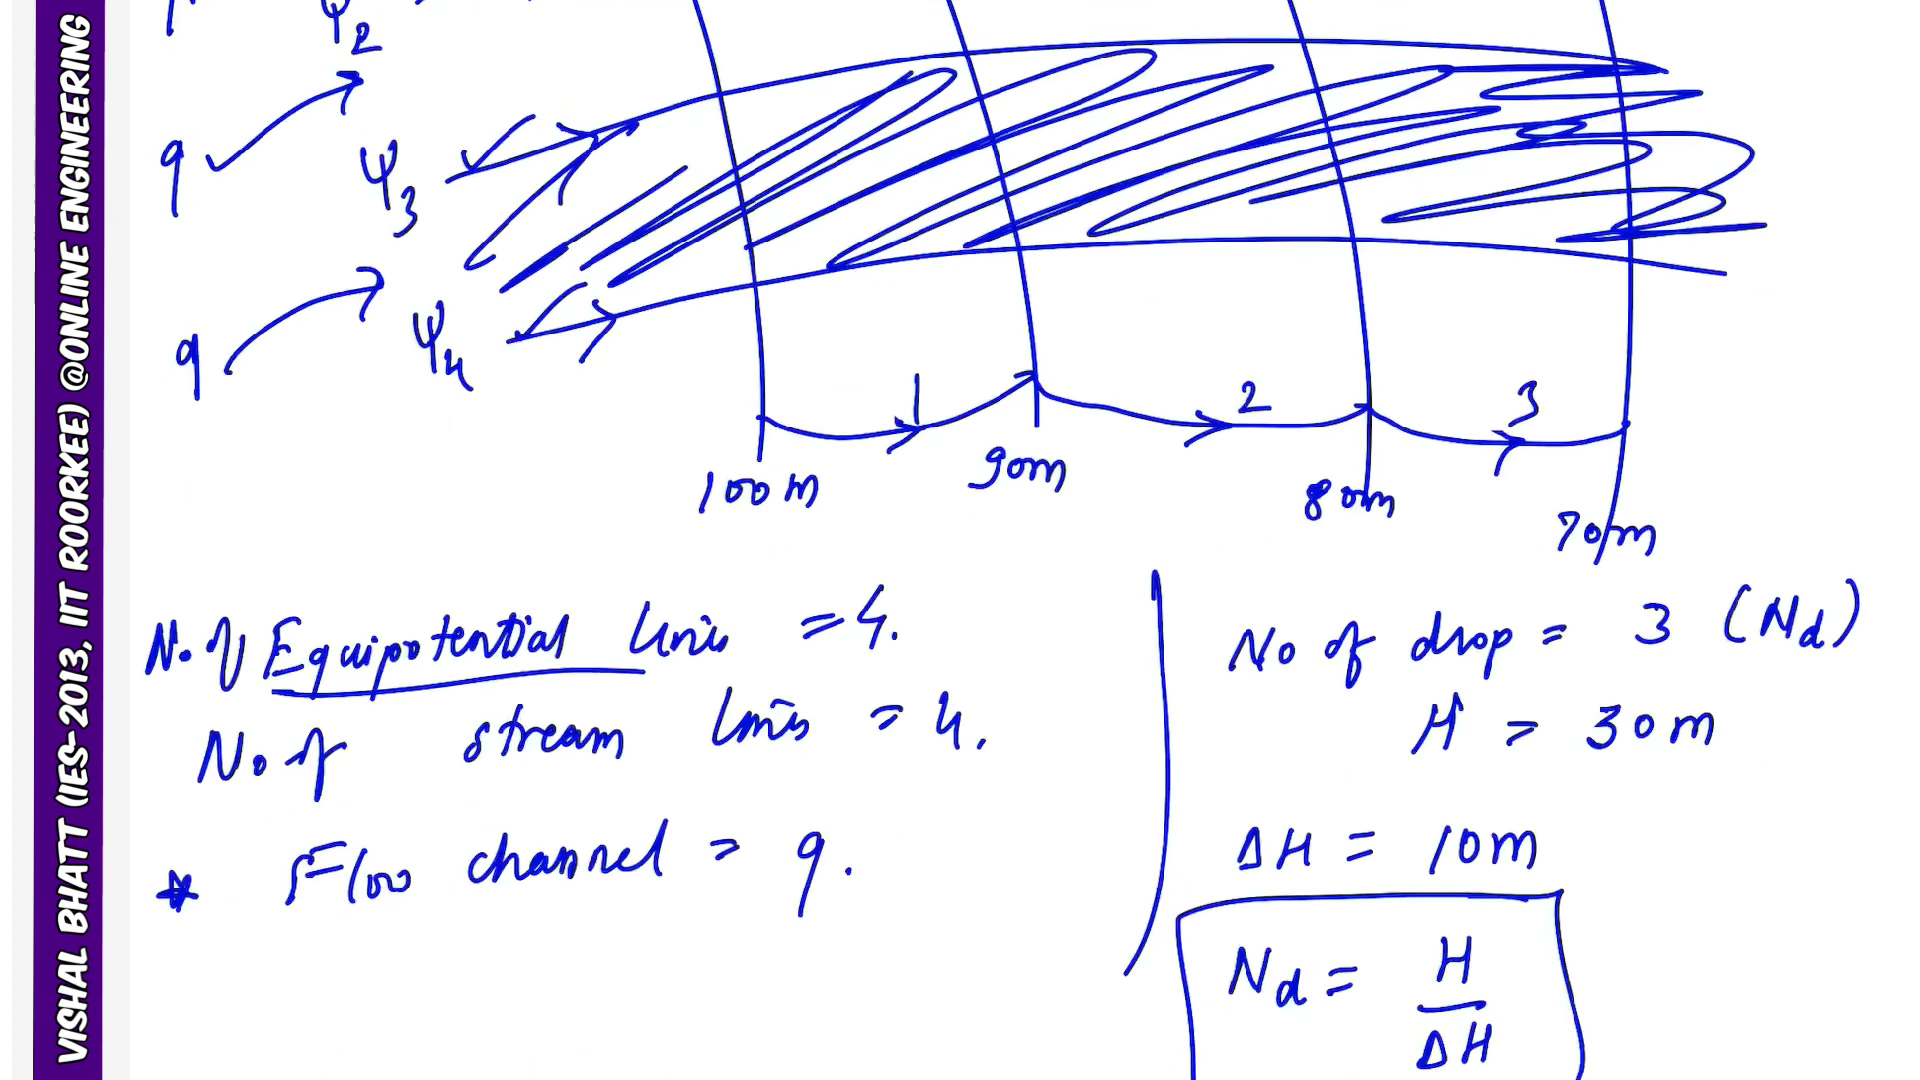 VISHAL BHATT (IES-2013, IIT ROORKEE) @ONLINE ENGINEERING
ψ2
q
ψ3
q
ψ4
1
2
3
100m
90m
80m
70m
No of Equipotential lines = 4.
No of stream lines = 4.
* Flow channel = q.
No of drop = 3 (Nd)
H = 30m
ΔH = 10m
Nd = H
ΔH